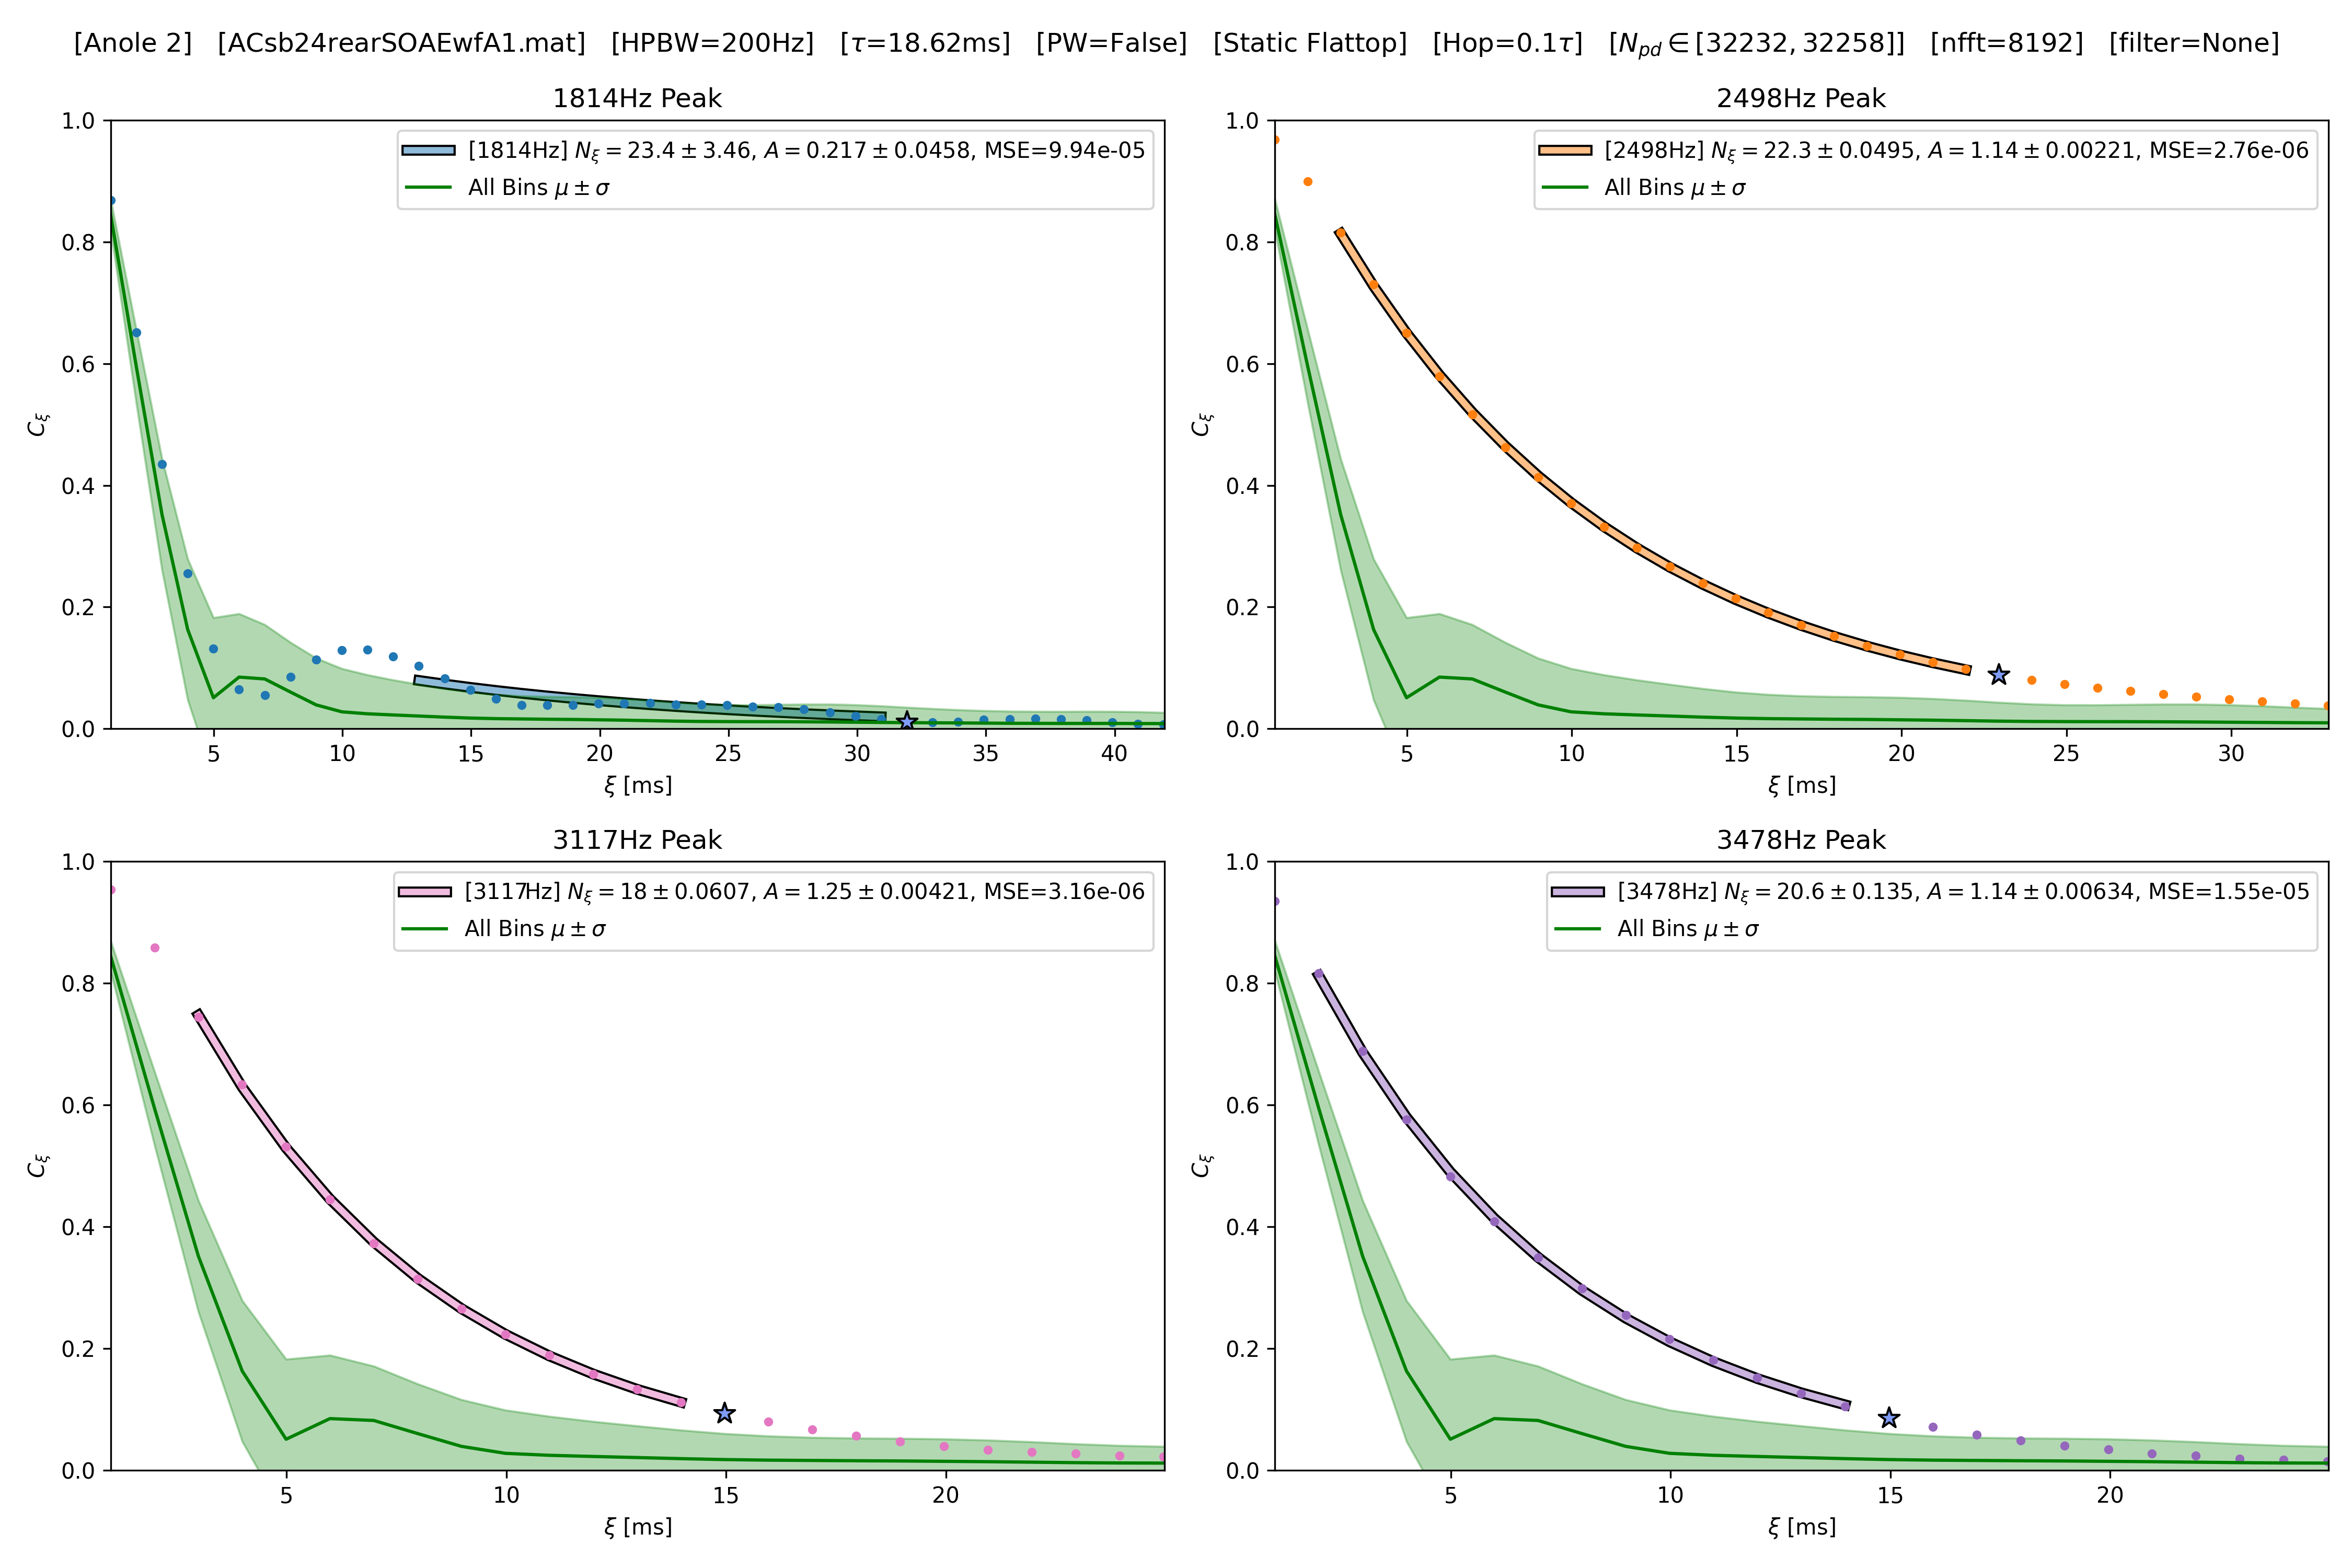 [Anole 2] [ACsb24rearSOAEwfA1.mat] [HPBW=200Hz] [τ=18.62ms] [PW=False] [Static Flattop] [Hop=0.1τ] [N_pd ∈ [32232, 32258]] [nfft=8192] [filter=None]
1814Hz Peak
[1814Hz] N_ξ = 23.4 ± 3.46, A = 0.217 ± 0.0458, MSE=9.94e-05
All Bins μ ± σ
C_ξ
1.0
0.8
0.6
0.4
0.2
0.0
5 10 15 20 25 30 35 40
ξ [ms]
2498Hz Peak
[2498Hz] N_ξ = 22.3 ± 0.0495, A = 1.14 ± 0.00221, MSE=2.76e-06
All Bins μ ± σ
C_ξ
1.0
0.8
0.6
0.4
0.2
0.0
5 10 15 20 25 30
ξ [ms]
3117Hz Peak
[3117Hz] N_ξ = 18 ± 0.0607, A = 1.25 ± 0.00421, MSE=3.16e-06
All Bins μ ± σ
C_ξ
1.0
0.8
0.6
0.4
0.2
0.0
5 10 15 20
ξ [ms]
3478Hz Peak
[3478Hz] N_ξ = 20.6 ± 0.135, A = 1.14 ± 0.00634, MSE=1.55e-05
All Bins μ ± σ
C_ξ
1.0
0.8
0.6
0.4
0.2
0.0
5 10 15 20
ξ [ms]